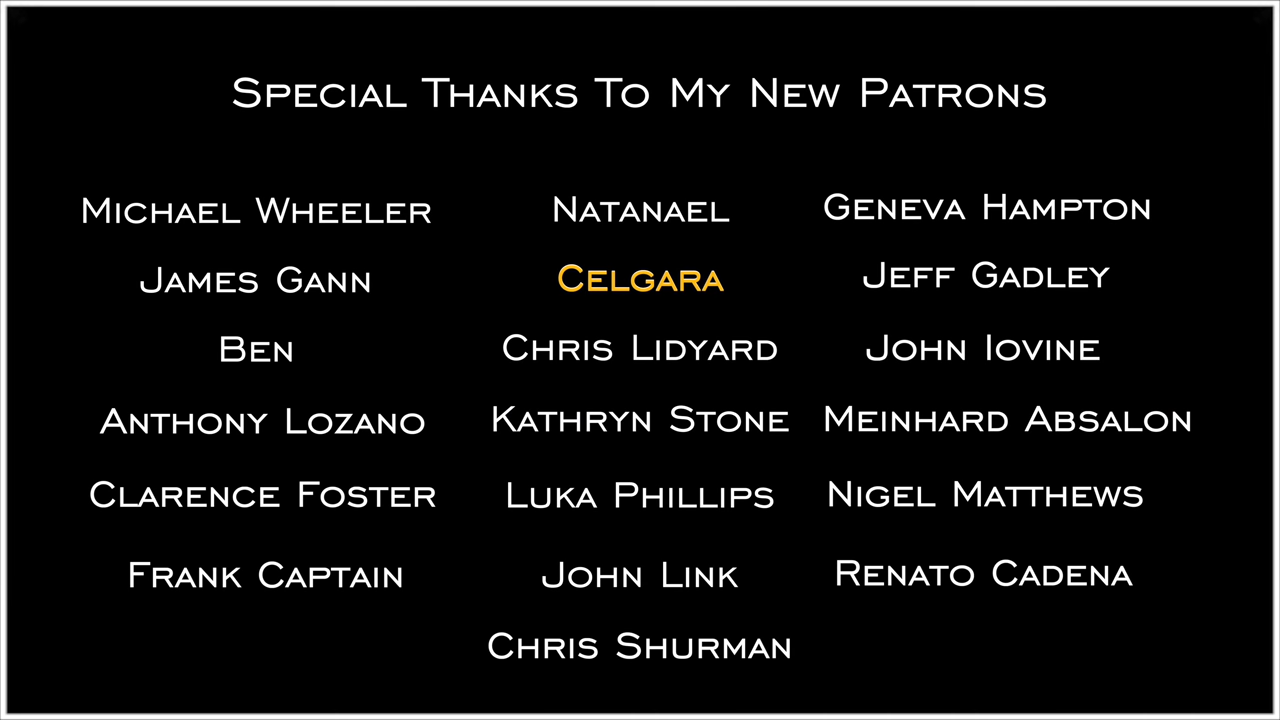 Special Thanks To My New Patrons
Michael Wheeler Natanael Geneva Hampton
James Gann Celgara Jeff Gadley
Ben Chris Lidyard John Iovine
Anthony Lozano Kathryn Stone Meinhard Absalon
Clarence Foster Luka Phillips Nigel Matthews
Frank Captain John Link Renato Cadena
Chris Shurman